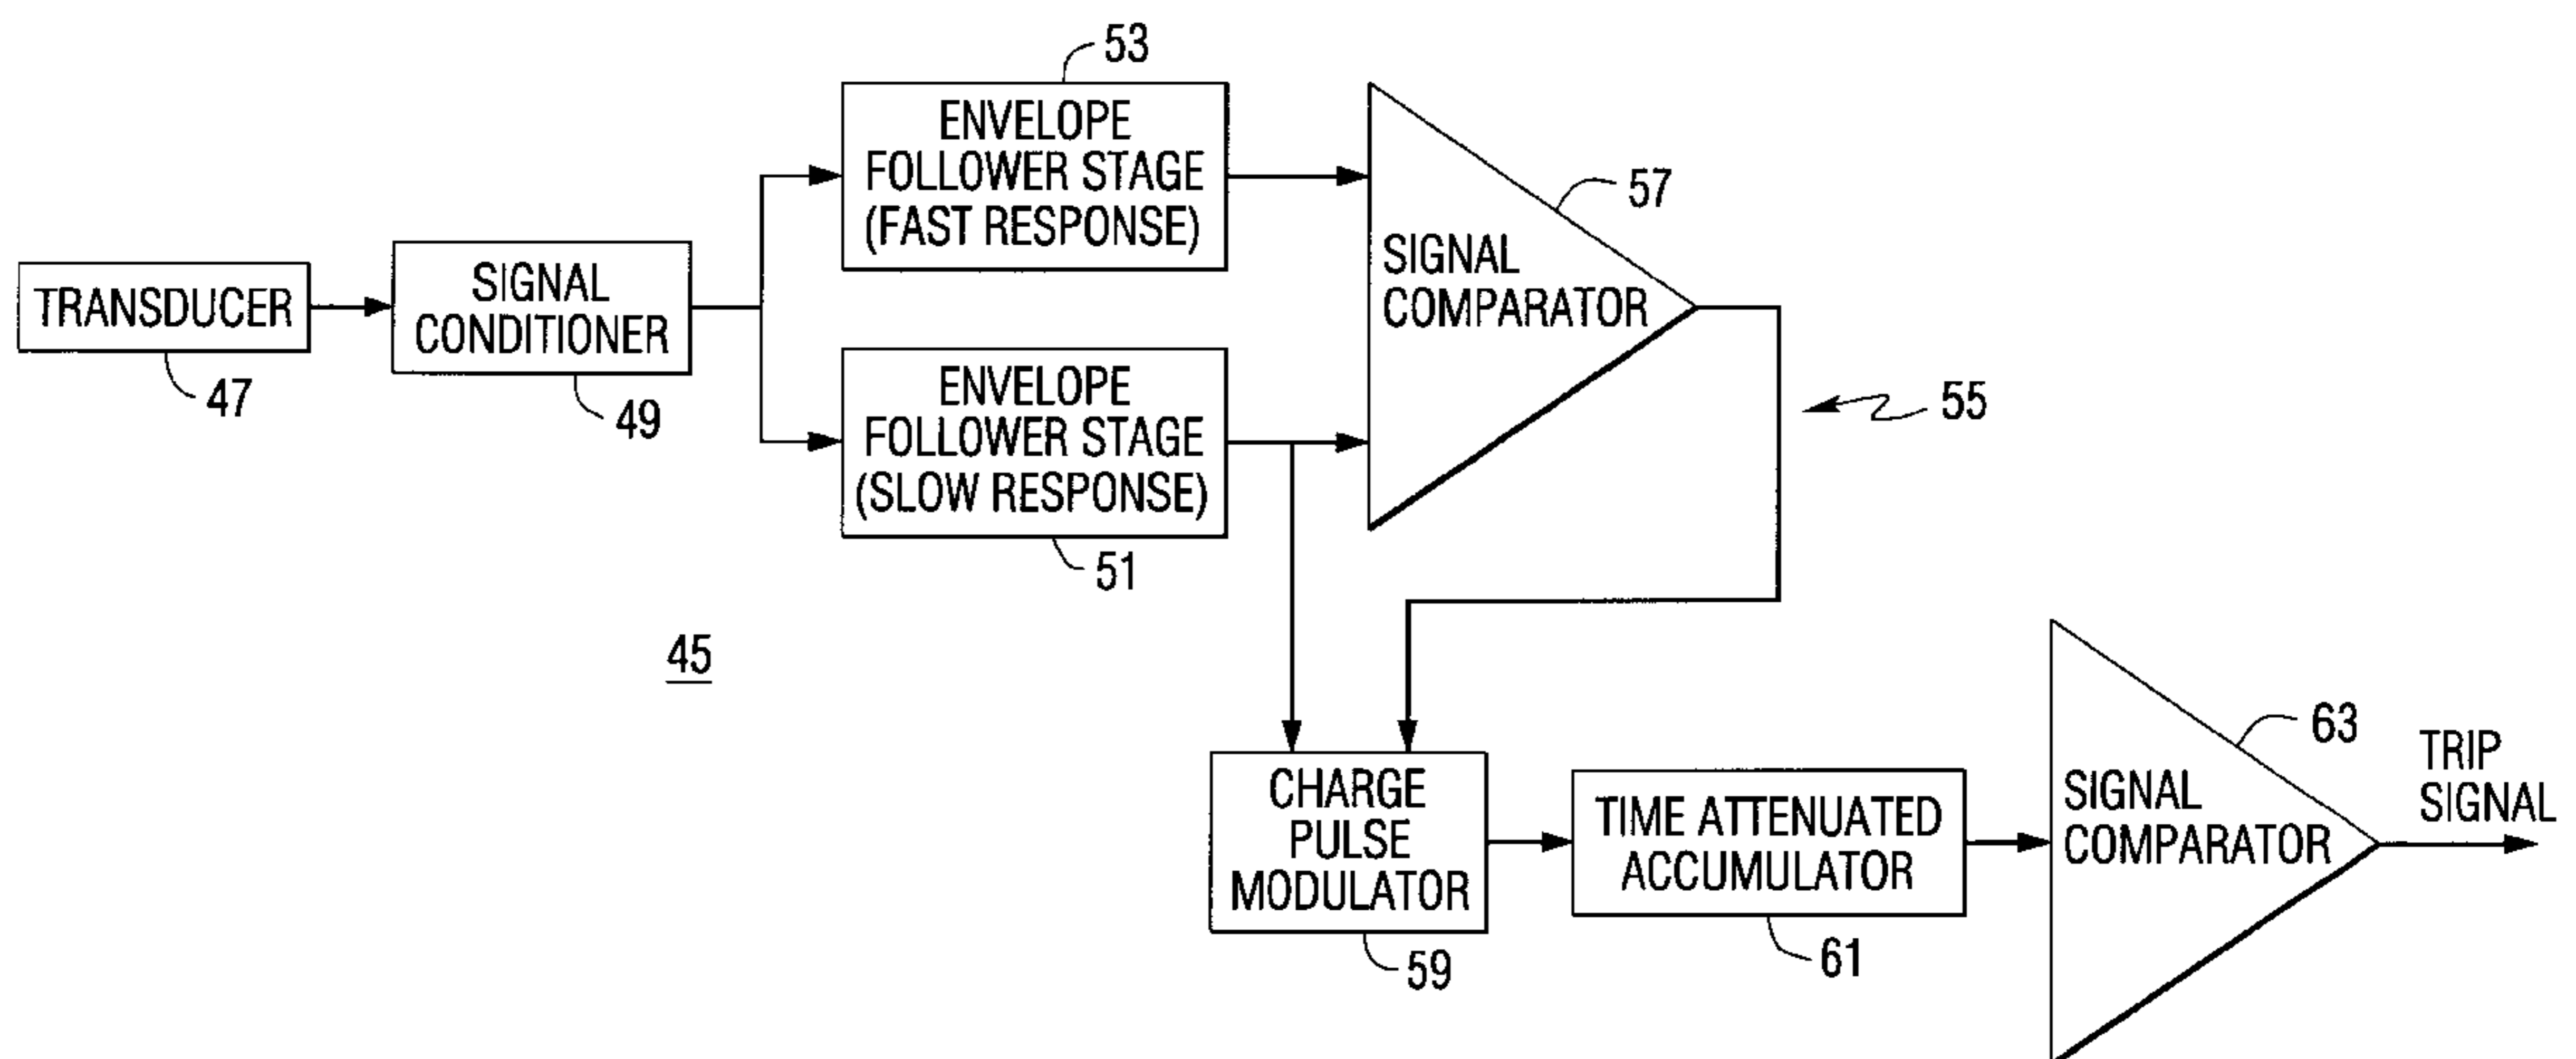 53
ENVELOPE
FOLLOWER STAGE
(FAST RESPONSE)
57
SIGNAL
COMPARATOR
TRANSDUCER
47
SIGNAL
CONDITIONER
49
ENVELOPE
FOLLOWER STAGE
(SLOW RESPONSE)
51
55
45
CHARGE
PULSE
MODULATOR
59
TIME ATTENUATED
ACCUMULATOR
61
SIGNAL
COMPARATOR
63
TRIP
SIGNAL